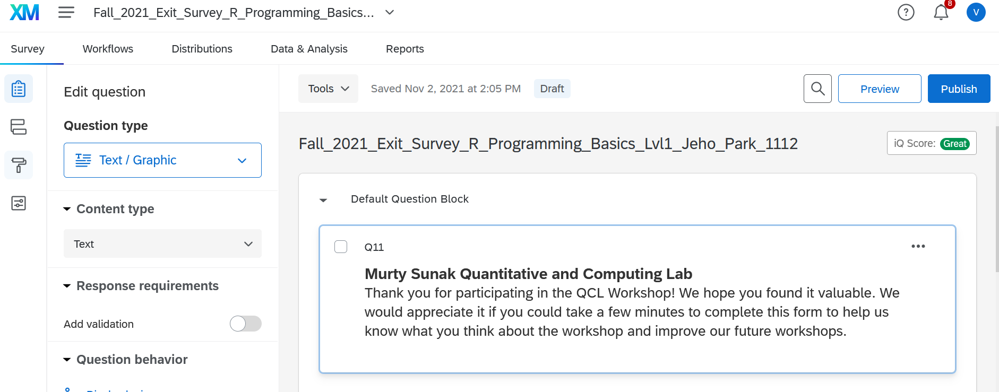 XM
Fall_2021_Exit_Survey_R_Programming_Basics...
?
8
V
Survey
Workflows
Distributions
Data & Analysis
Reports
Edit question
Question type
Text / Graphic
Content type
Text
Response requirements
Add validation
Question behavior
Tools
Saved Nov 2, 2021 at 2:05 PM
Draft
Preview
Publish
Fall_2021_Exit_Survey_R_Programming_Basics_Lvl1_Jeho_Park_1112
iQ Score: Great
Default Question Block
Q11
Murty Sunak Quantitative and Computing Lab
Thank you for participating in the QCL Workshop! We hope you found it valuable. We
would appreciate it if you could take a few minutes to complete this form to help us
know what you think about the workshop and improve our future workshops.